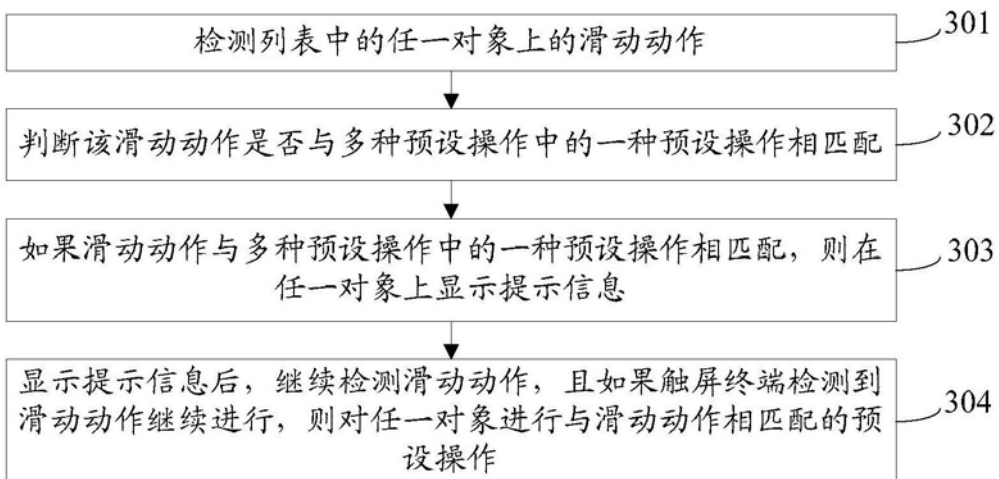 检测列表中的任一对象上的滑动动作
301
判断该滑动动作是否与多种预设操作中的一种预设操作相匹配
302
如果滑动动作与多种预设操作中的一种预设操作相匹配，则在
任一对象上显示提示信息
303
显示提示信息后，继续检测滑动动作，且如果触屏终端检测到
滑动动作继续进行，则对任一对象进行与滑动动作相匹配的预
设操作
304